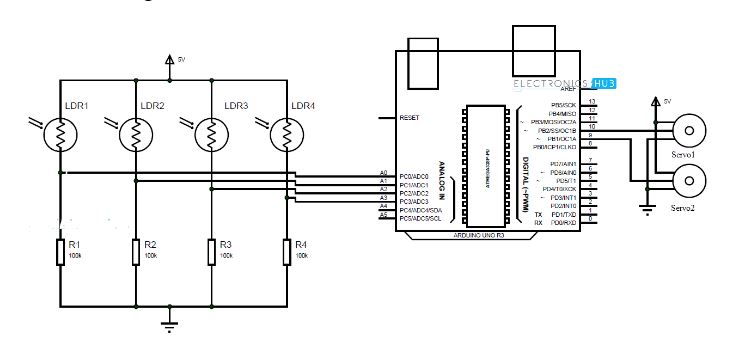 5V
LDR1
LDR2
LDR3
LDR4
R1
100k
R2
100k
R3
100k
R4
100k
RESET
A0
A1
A2
A3
A4
A5
PC0/ADC0
PC1/ADC1
PC2/ADC2
PC3/ADC3
PC4/ADC4/SDA
PC5/ADC5/SCL
ANALOG IN
DIGITAL (~PWM)
ELECTRONICS HUB
AREF
PB5/SCK 13
PB4/MISO 12
~ PB3/MOSI/OC2A 11
~ PB2/SS/OC1B 10
~ PB1/OC1A 9
PB0/ICP1/CLKO 8
PD7/AIN1 7
~ PD6/AIN0 6
~ PD5/T1 5
PD4/T0/XCK 4
~ PD3/INT1 3
PD2/INT0 2
TX PD1/TXD 1
RX PD0/RXD 0
ARDUINO UNO R3
5V
Servo1
Servo2